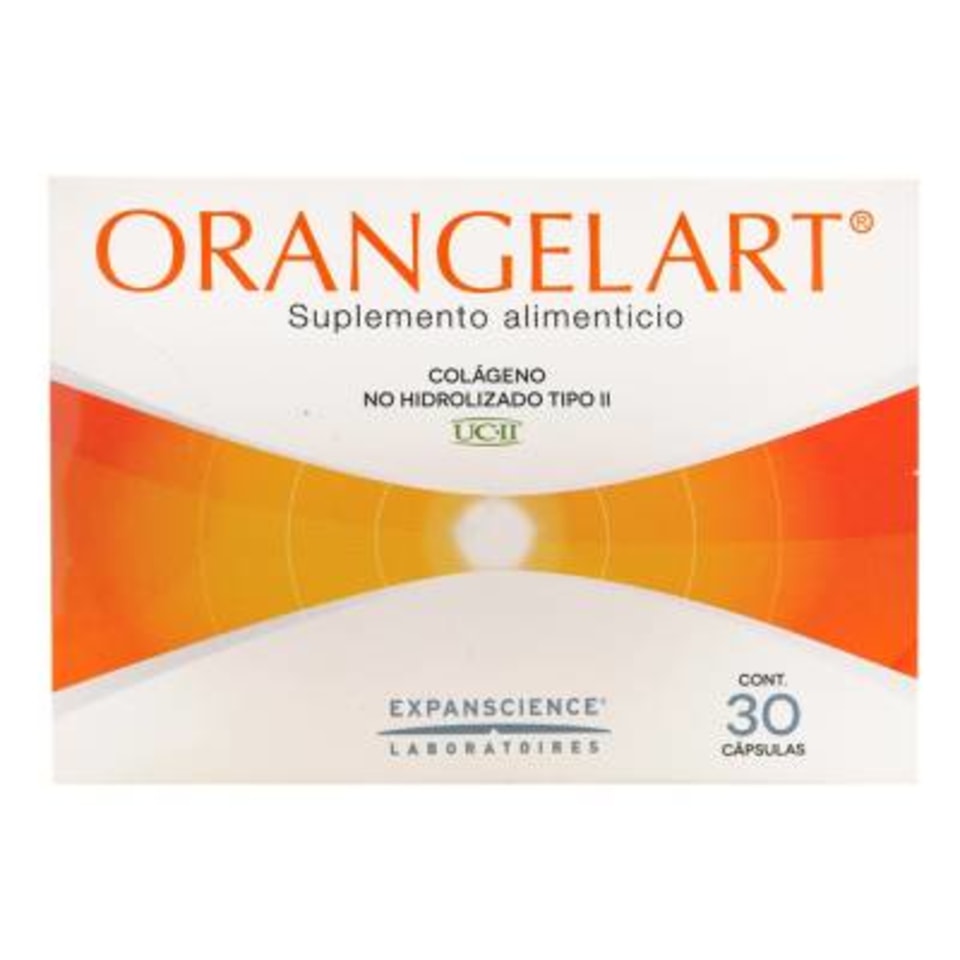 ORANGELART®
Suplemento alimenticio
COLÁGENO
NO HIDROLIZADO TIPO II
UC-II
EXPANSCIENCE®
LABORATOIRES
CONT.
30
CÁPSULAS